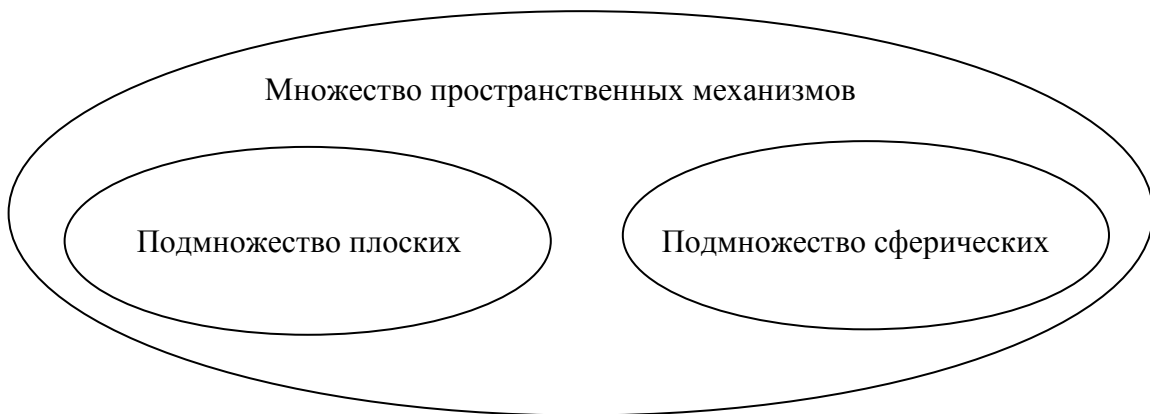 Множество пространственных механизмов
Подмножество плоских
Подмножество сферических